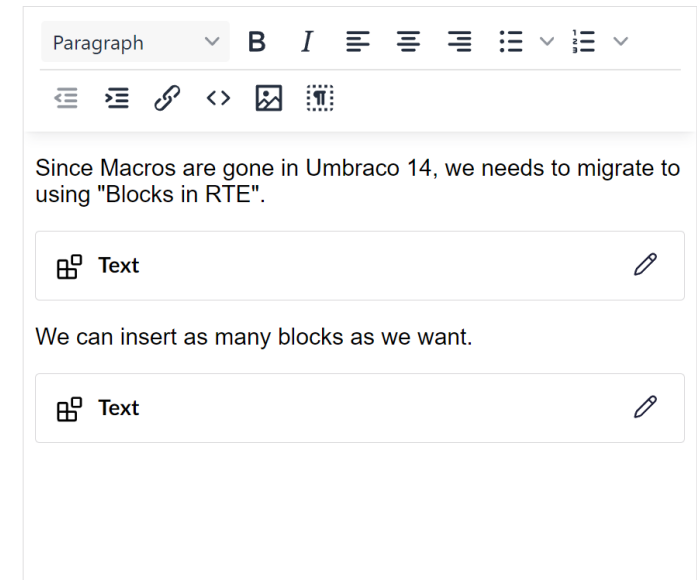 Paragraph
Since Macros are gone in Umbraco 14, we needs to migrate to
using "Blocks in RTE".
Text
We can insert as many blocks as we want.
Text